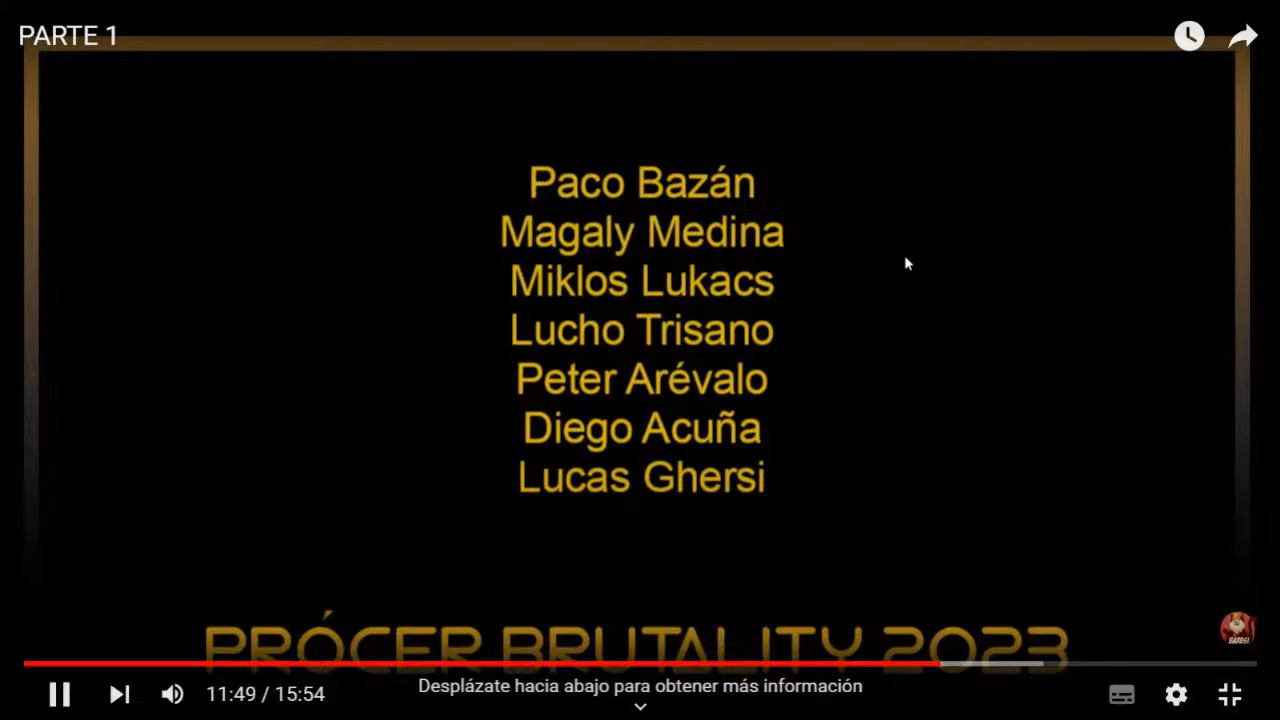 PARTE 1
Paco Bazán
Magaly Medina
Miklos Lukacs
Lucho Trisano
Peter Arévalo
Diego Acuña
Lucas Ghersi
BARESI
PRÓCER BRUTALITY 2023
11:49 / 15:54
Desplázate hacia abajo para obtener más información